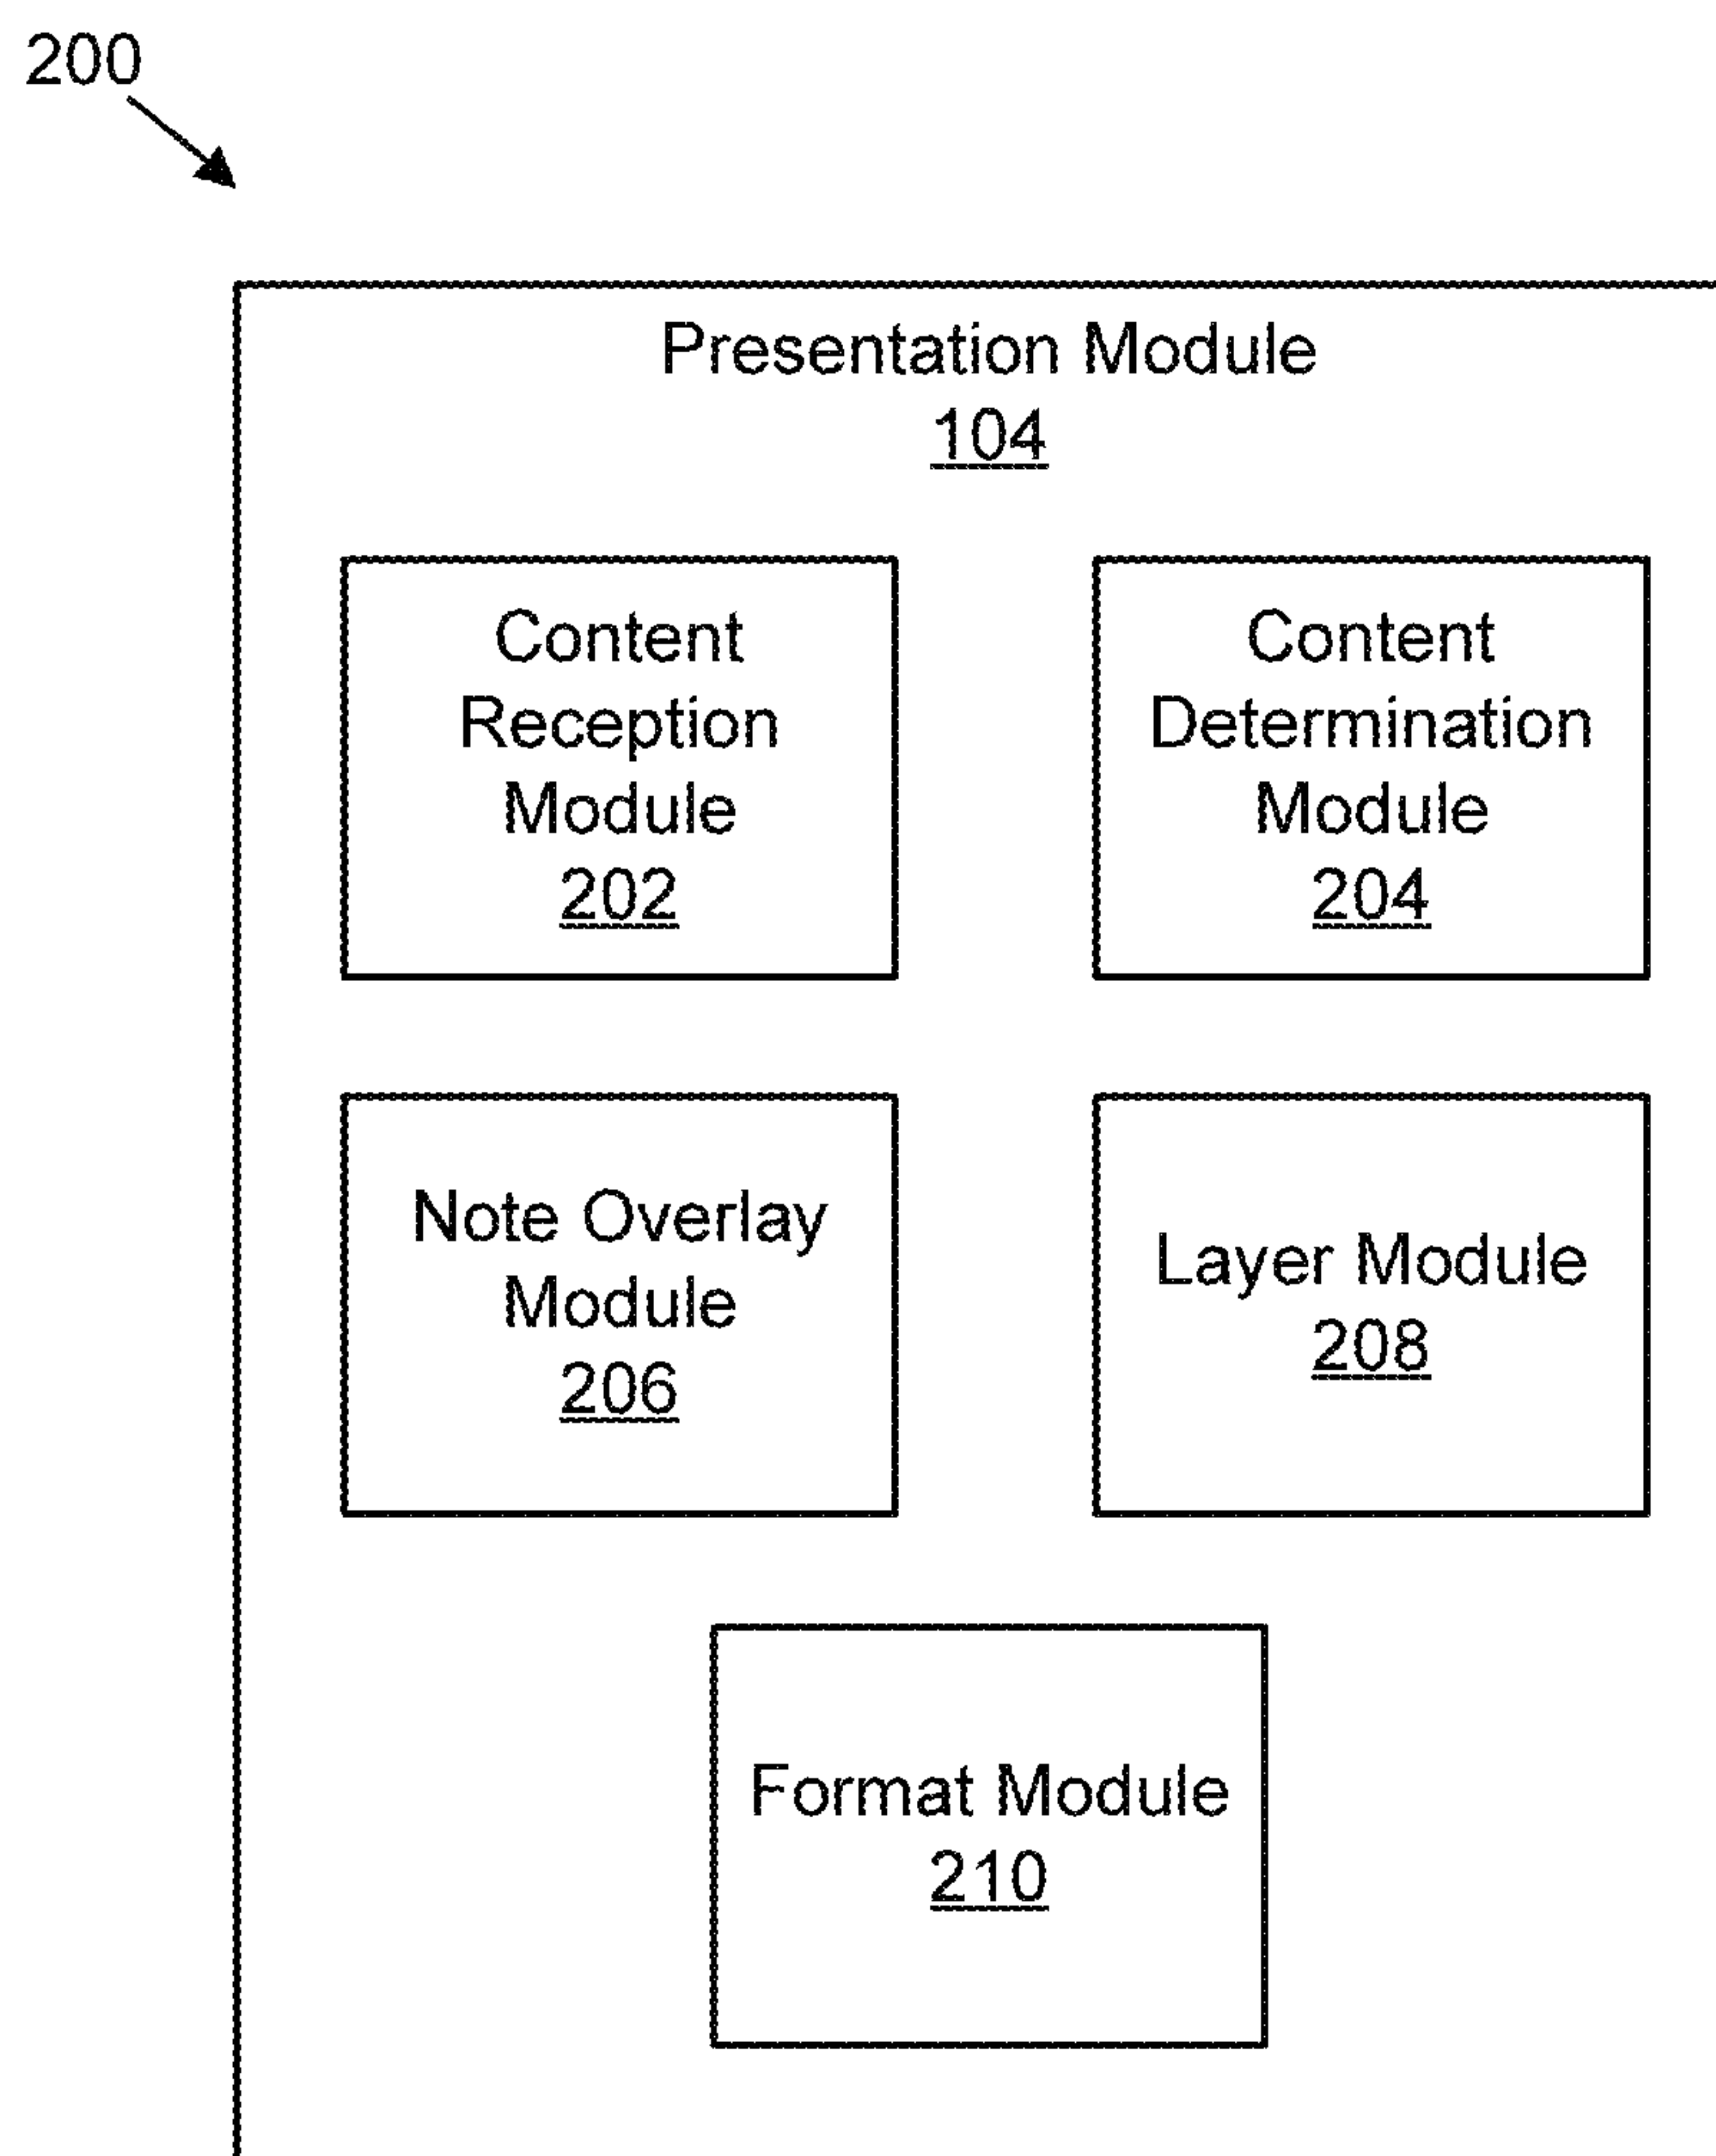 200
Presentation Module
104
Content
Reception
Module
202
Content
Determination
Module
204
Note Overlay
Module
206
Layer Module
208
Format Module
210